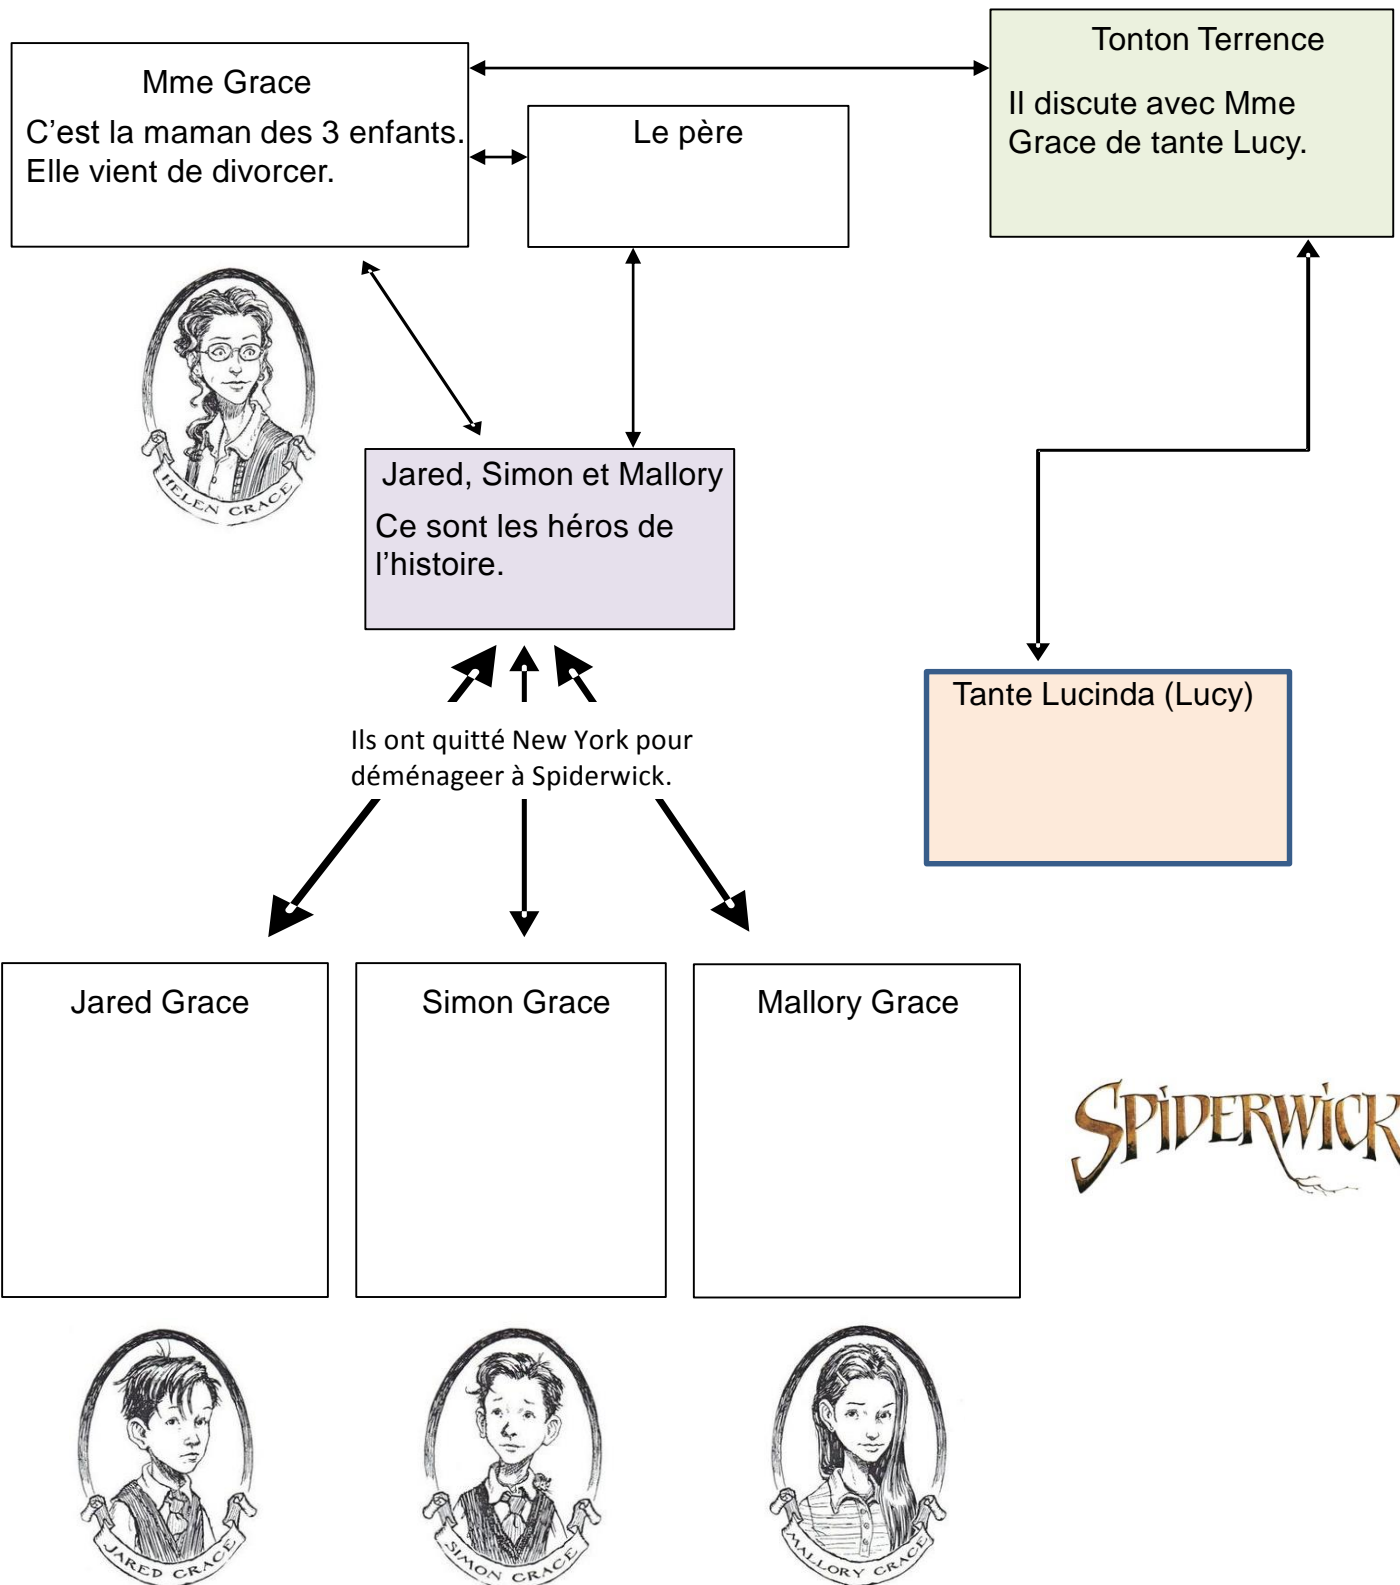 Mme Grace
C’est la maman des 3 enfants.
Elle vient de divorcer.
Le père
Tonton Terrence
Il discute avec Mme
Grace de tante Lucy.
HELEN GRACE
Jared, Simon et Mallory
Ce sont les héros de
l’histoire.
Tante Lucinda (Lucy)
Ils ont quitté New York pour
déménageer à Spiderwick.
Jared Grace
Simon Grace
Mallory Grace
SPIDERWICK
JARED GRACE
SIMON GRACE
MALLORY GRACE